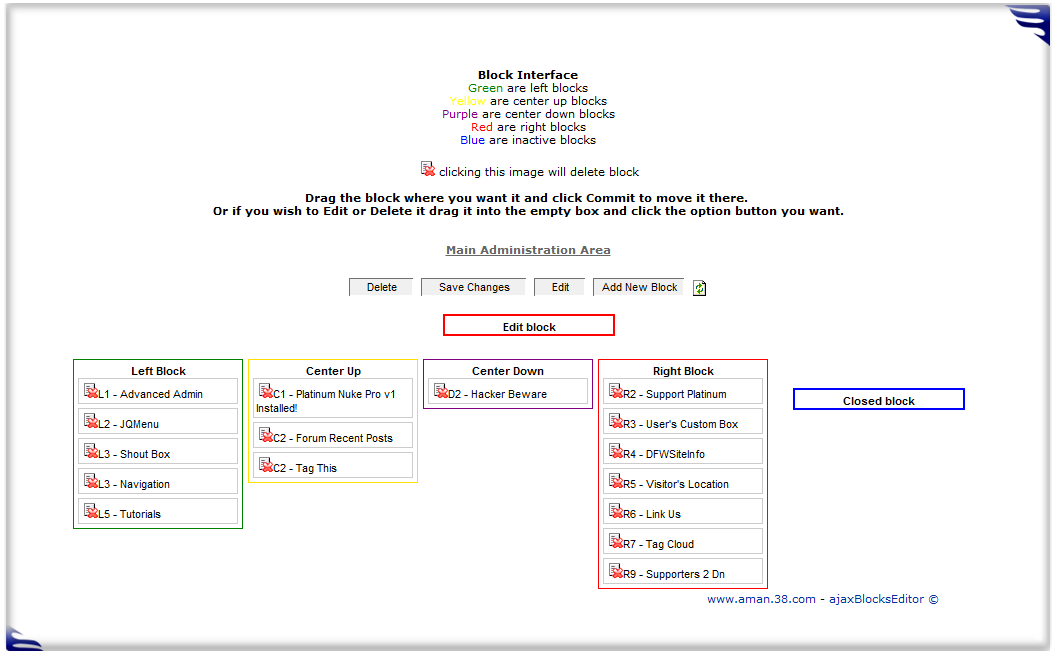 Block Interface
Green are left blocks
Yellow are center up blocks
Purple are center down blocks
Red are right blocks
Blue are inactive blocks
clicking this image will delete block
Drag the block where you want it and click Commit to move it there.
Or if you wish to Edit or Delete it drag it into the empty box and click the option button you want.
Main Administration Area
Delete Save Changes Edit Add New Block
Edit block
Left Block
L1 - Advanced Admin
L2 - JQMenu
L3 - Shout Box
L3 - Navigation
L5 - Tutorials
Center Up
C1 - Platinum Nuke Pro v1
Installed!
C2 - Forum Recent Posts
C2 - Tag This
Center Down
D2 - Hacker Beware
Right Block
R2 - Support Platinum
R3 - User's Custom Box
R4 - DFWSiteInfo
R5 - Visitor's Location
R6 - Link Us
R7 - Tag Cloud
R9 - Supporters 2 Dn
Closed block
www.aman.38.com - ajaxBlocksEditor ©